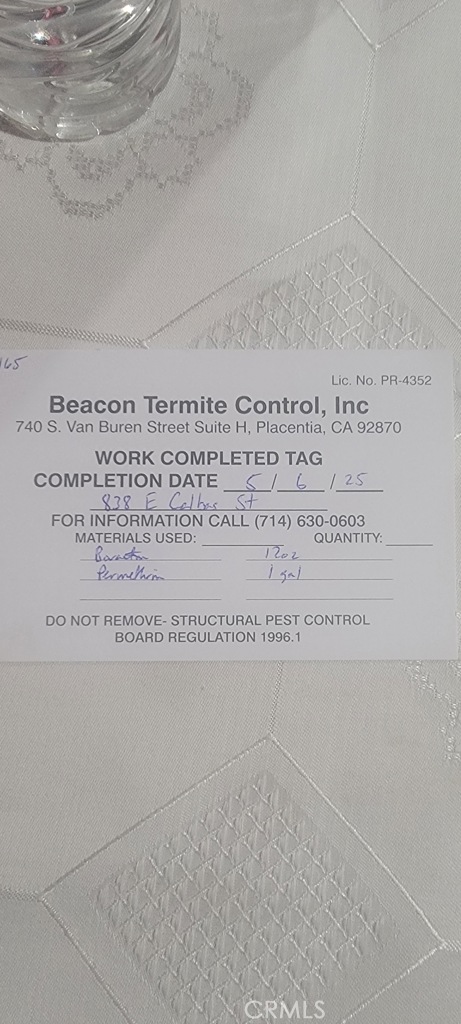 165
Lic. No. PR-4352
Beacon Termite Control, Inc
740 S. Van Buren Street Suite H, Placentia, CA 92870
WORK COMPLETED TAG
COMPLETION DATE 5 / 6 / 25
838 E St
FOR INFORMATION CALL (714) 630-0603
MATERIALS USED: QUANTITY:
12oz
Permethrin 1 gal
DO NOT REMOVE- STRUCTURAL PEST CONTROL
BOARD REGULATION 1996.1
CRMLS